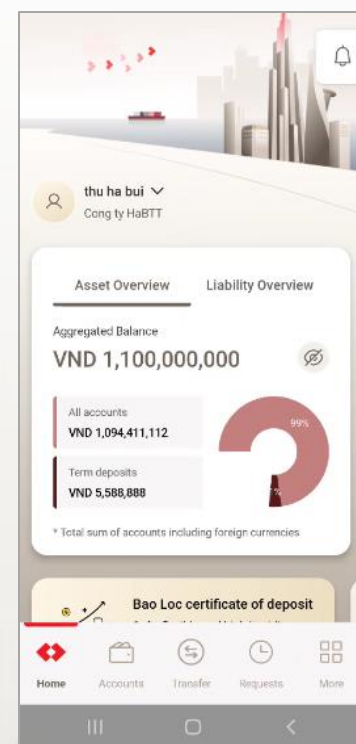 thu ha bui
Cong ty HaBTT
Asset Overview Liability Overview
Aggregated Balance
VND 1,100,000,000
All accounts
VND 1,094,411,112
99%
Term deposits
VND 5,588,888
* Total sum of accounts including foreign currencies
Bao Loc certificate of deposit
Home Accounts Transfer Requests More